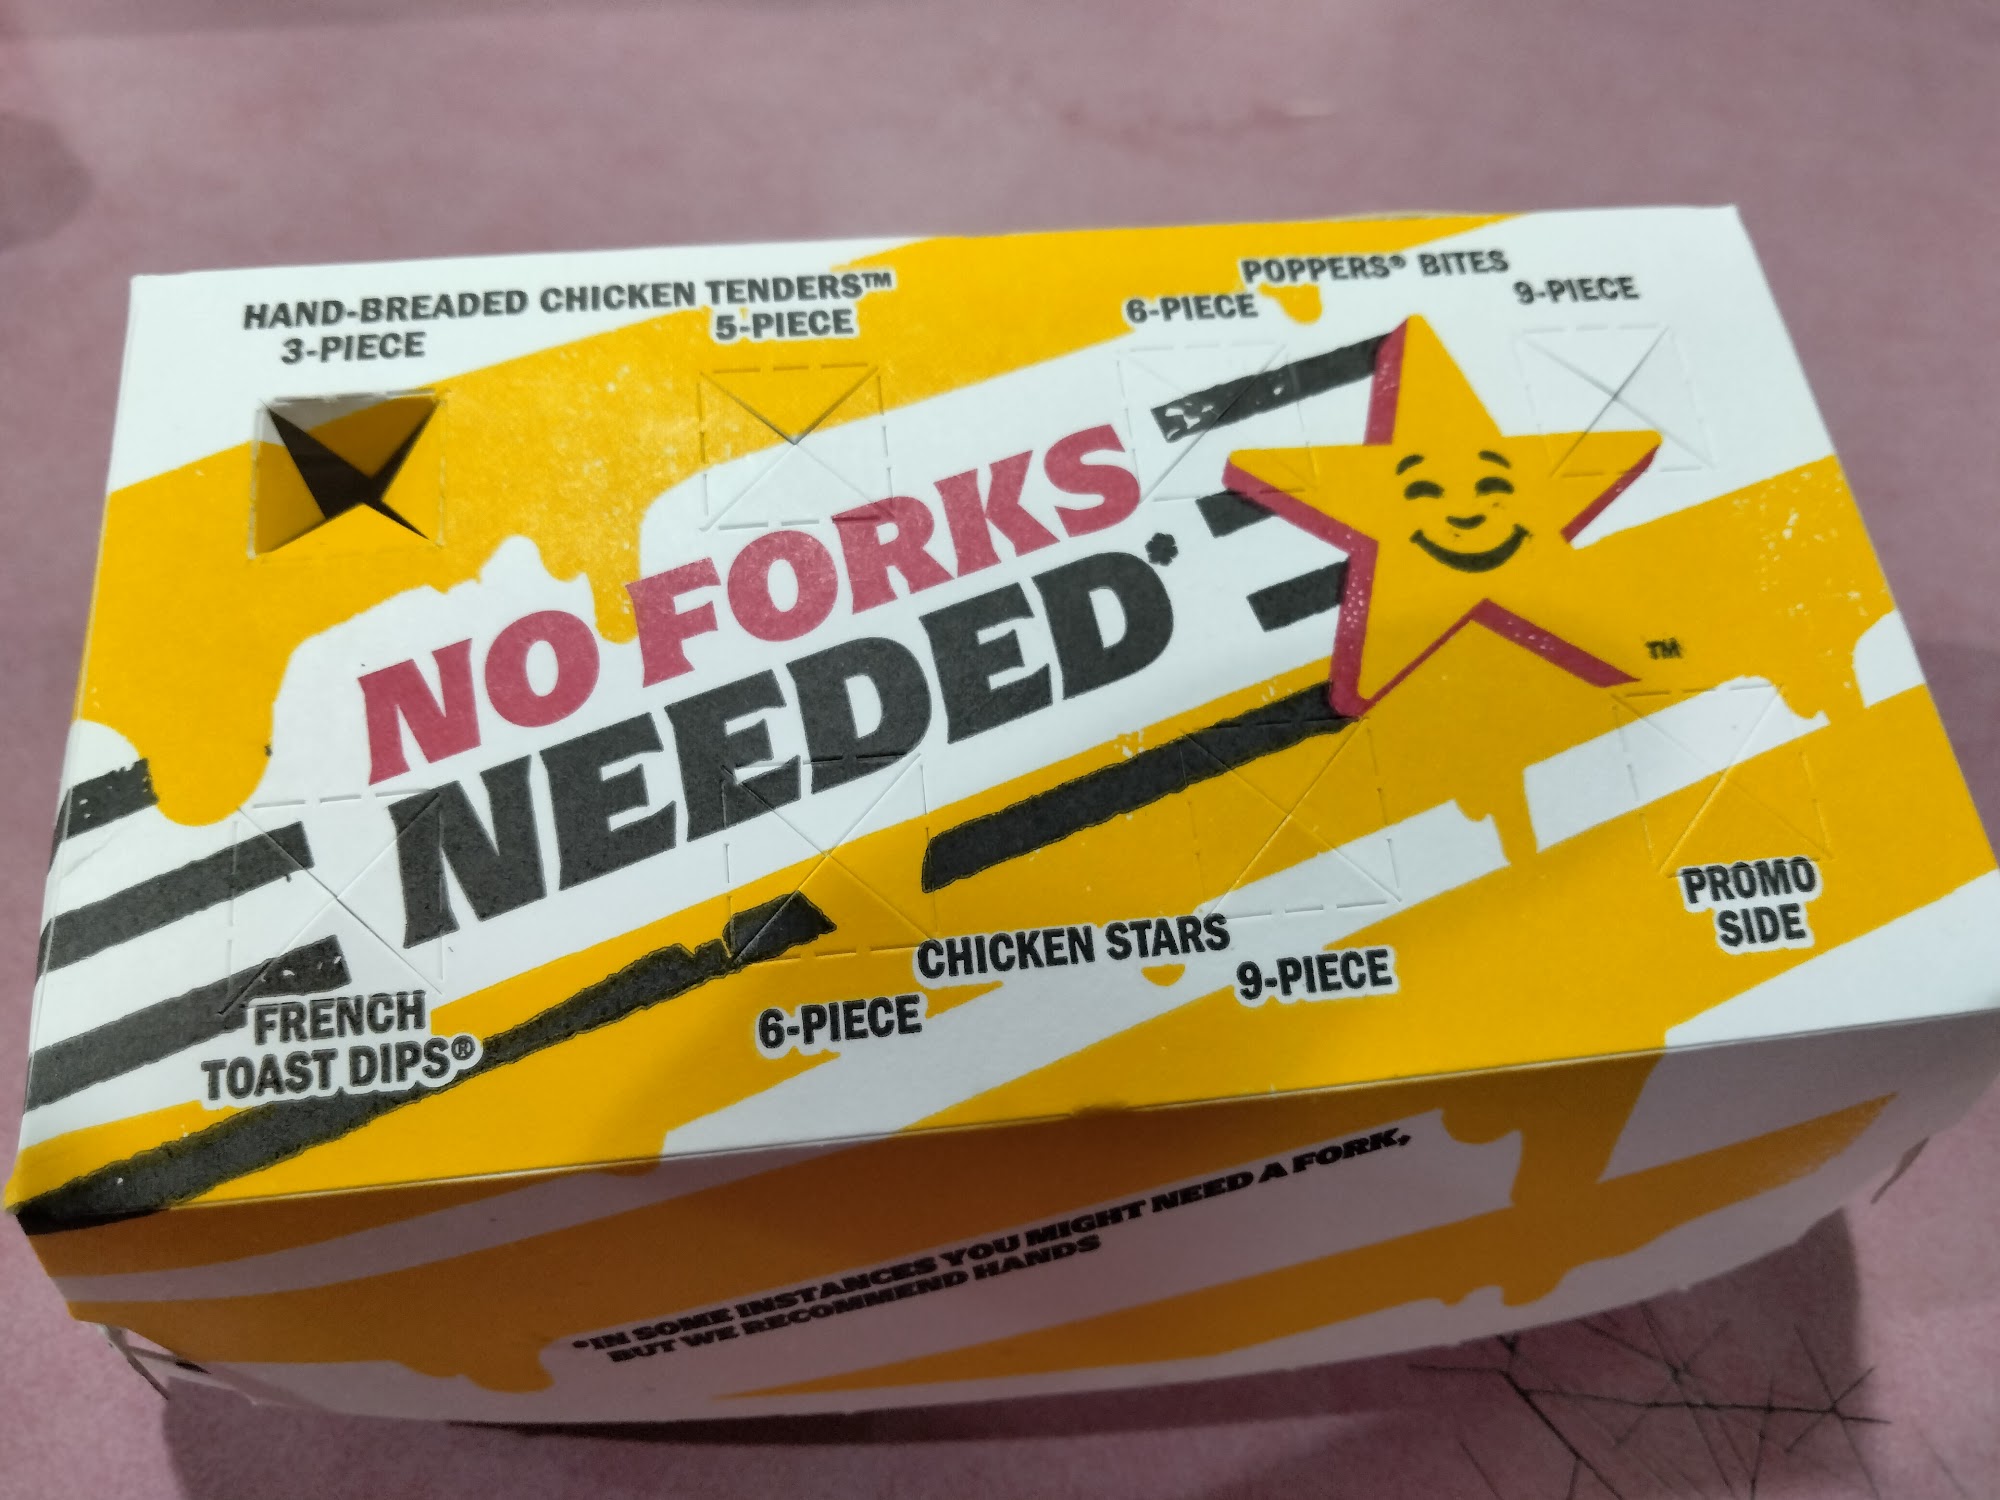 HAND-BREADED CHICKEN TENDERS™
3-PIECE
5-PIECE
POPPERS® BITES
6-PIECE
9-PIECE
NO FORKS
NEEDED*
™
FRENCH
TOAST DIPS®
CHICKEN STARS
6-PIECE
9-PIECE
PROMO
SIDE
*IN SOME INSTANCES YOU MIGHT NEED A FORK,
BUT WE RECOMMEND HANDS